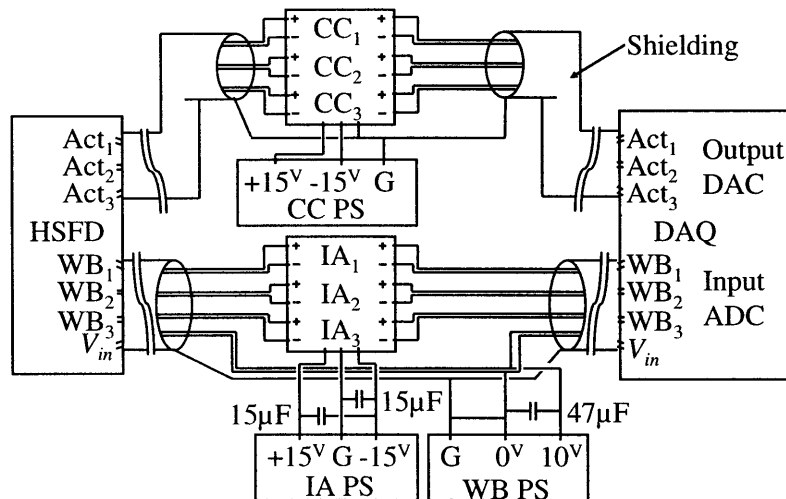 + CC₁ +
- -
+ CC₂ +
- -
+ CC₃ +
- -
Shielding
Act₁
Act₂
Act₃
HSFD
WB₁
WB₂
WB₃
Vin
+15V -15V G
CC PS
Act₁ Output
Act₂ DAC
Act₃
DAQ
WB₁
WB₂ Input
WB₃ ADC
Vin
+ IA₁ +
- -
+ IA₂ +
- -
+ IA₃ +
- -
15µF
15µF
47µF
+15V G -15V
IA PS
G 0V 10V
WB PS